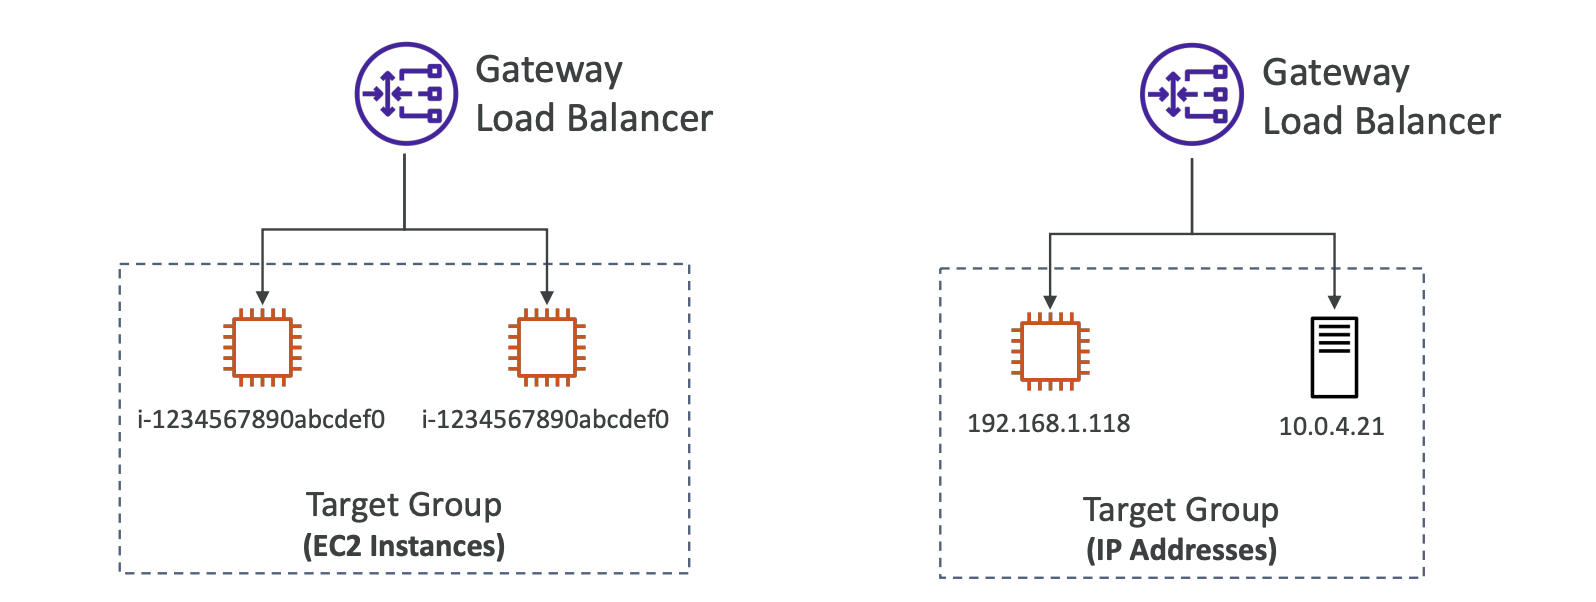 Gateway
Load Balancer
i-1234567890abcdef0
i-1234567890abcdef0
Target Group
(EC2 Instances)
Gateway
Load Balancer
192.168.1.118
10.0.4.21
Target Group
(IP Addresses)